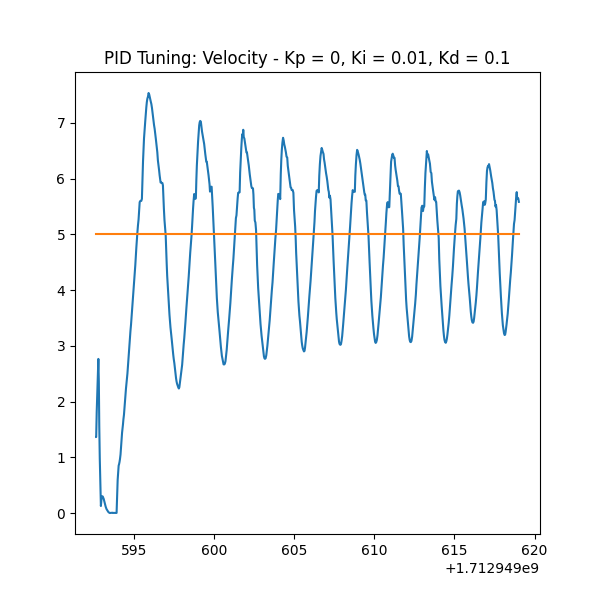 PID Tuning: Velocity - Kp = 0, Ki = 0.01, Kd = 0.1
7
6
5
4
3
2
1
0
595 600 605 610 615 620
+1.712949e9